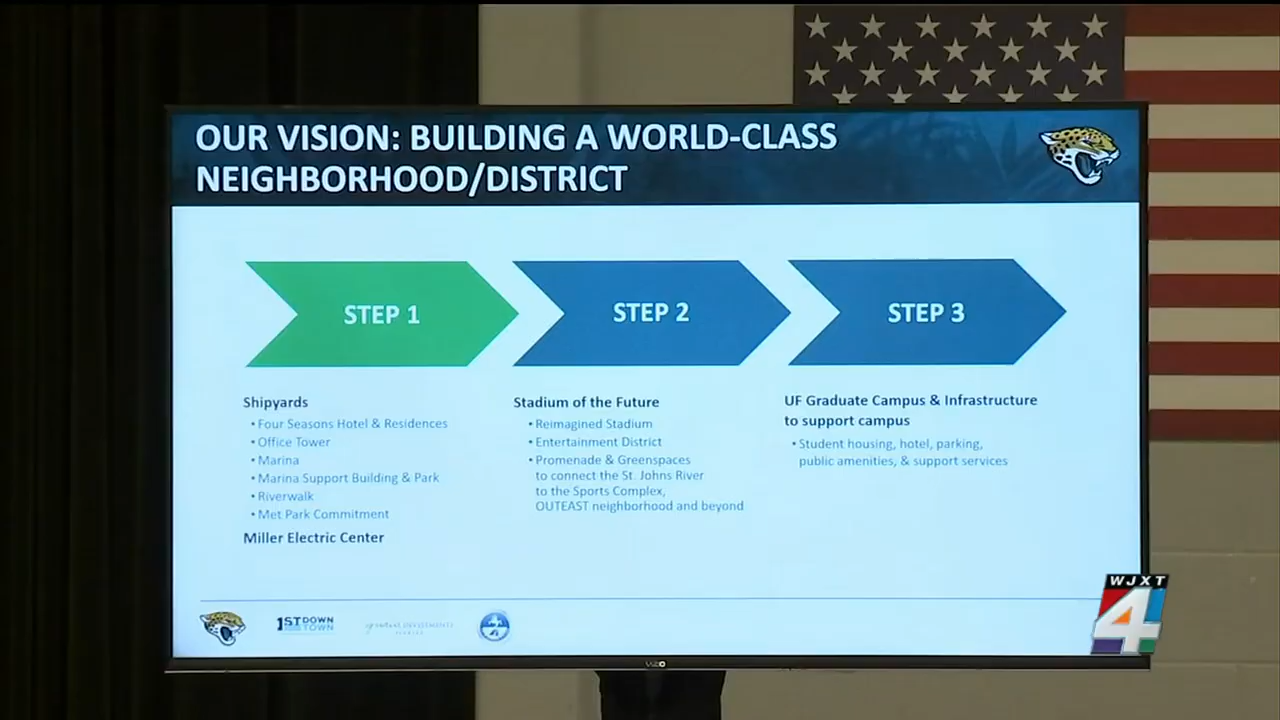 OUR VISION: BUILDING A WORLD-CLASS
NEIGHBORHOOD/DISTRICT
STEP 1
STEP 2
STEP 3
Shipyards
• Four Seasons Hotel & Residences
• Office Tower
• Marina
• Marina Support Building & Park
• Riverwalk
• Met Park Commitment
Miller Electric Center
Stadium of the Future
• Reimagined Stadium
• Entertainment District
• Promenade & Greenspaces
to connect the St. Johns River
to the Sports Complex,
OUTEAST neighborhood and beyond
UF Graduate Campus & Infrastructure
to support campus
• Student housing, hotel, parking,
public amenities, & support services
1ST DOWN
TOWN
VIZIO
WJXT
4